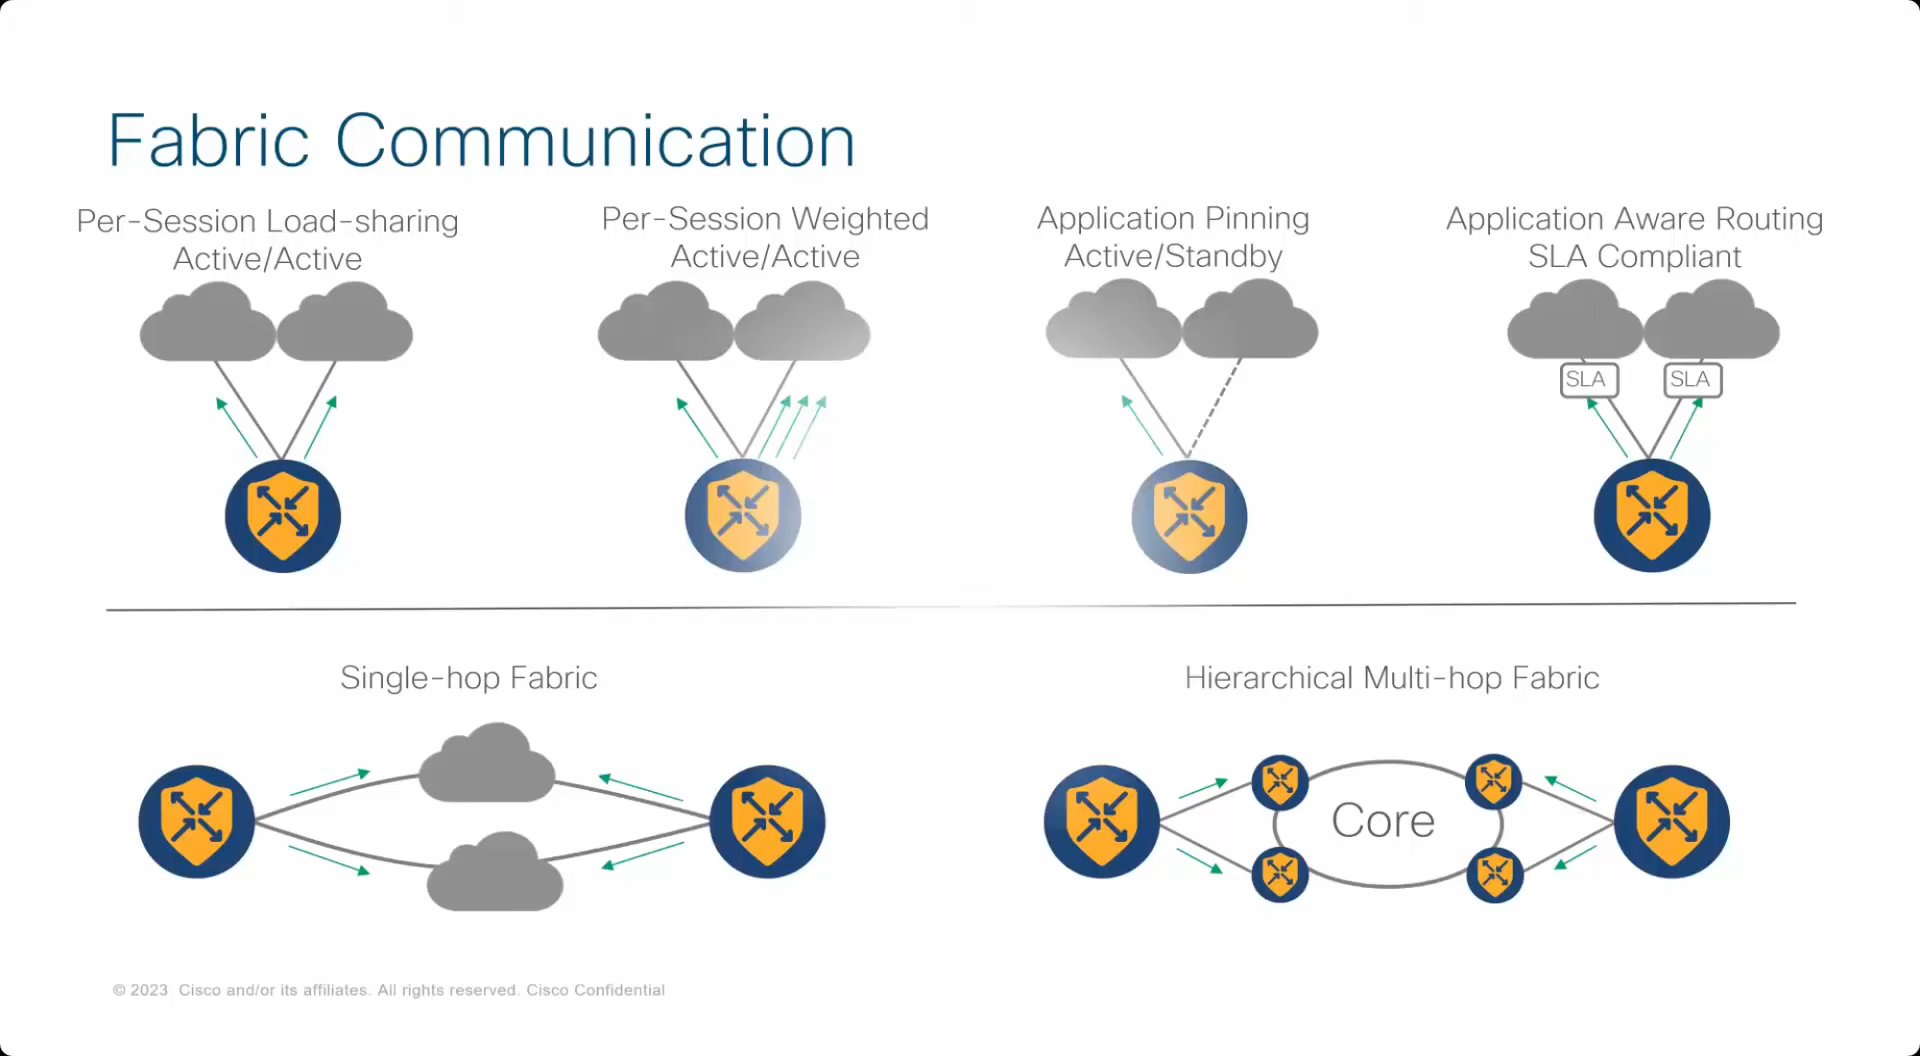 Fabric Communication
Per-Session Load-sharing
Active/Active
Per-Session Weighted
Active/Active
Application Pinning
Active/Standby
Application Aware Routing
SLA Compliant
SLA
SLA
Single-hop Fabric
Hierarchical Multi-hop Fabric
Core
© 2023 Cisco and/or its affiliates. All rights reserved. Cisco Confidential